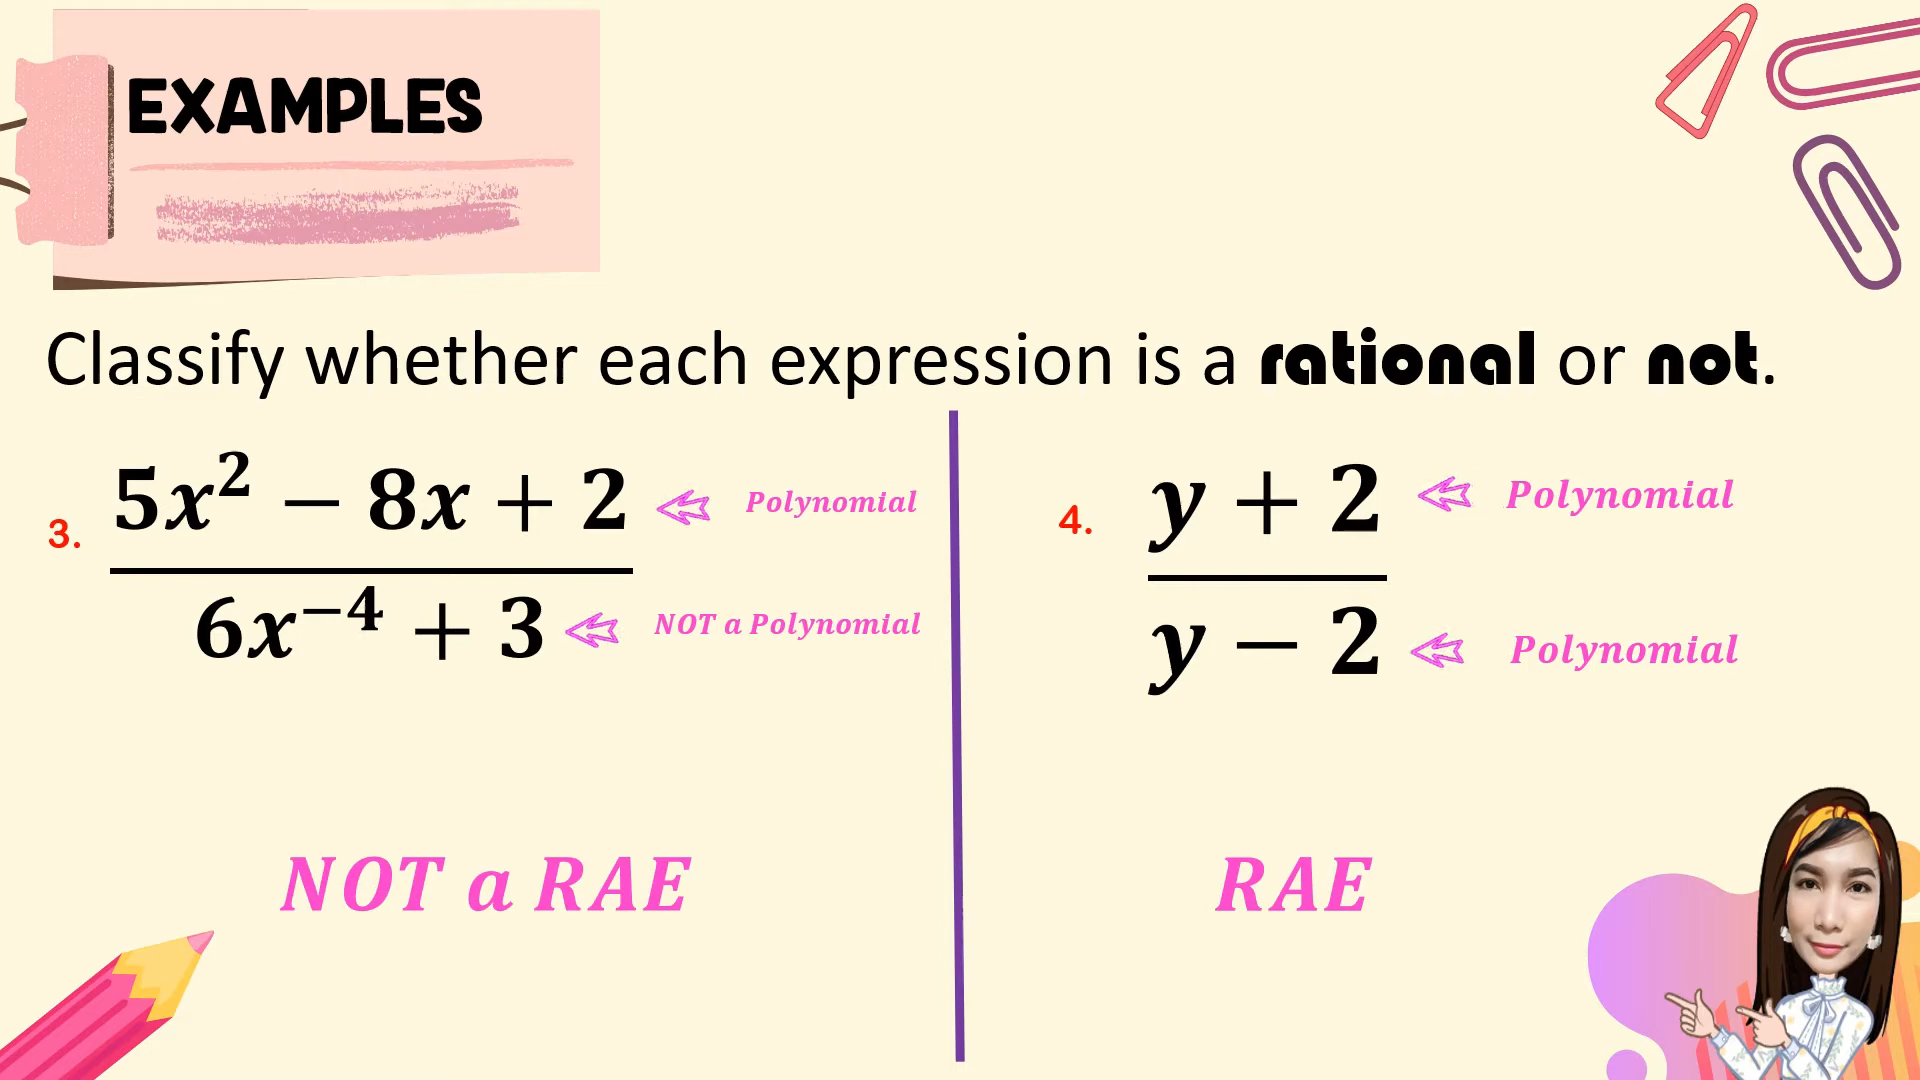 EXAMPLES
Classify whether each expression is a rational or not.
3.
5x² − 8x + 2
Polynomial
6x⁻⁴ + 3
NOT a Polynomial
NOT a RAE
4.
y + 2
Polynomial
y − 2
Polynomial
RAE